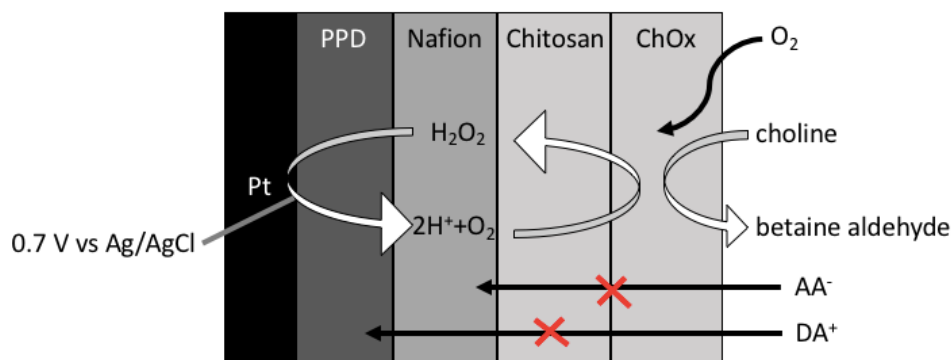 PPD Nafion Chitosan ChOx
O₂
H₂O₂ choline
Pt
0.7 V vs Ag/AgCl 2H⁺+O₂ betaine aldehyde
AA⁻
DA⁺